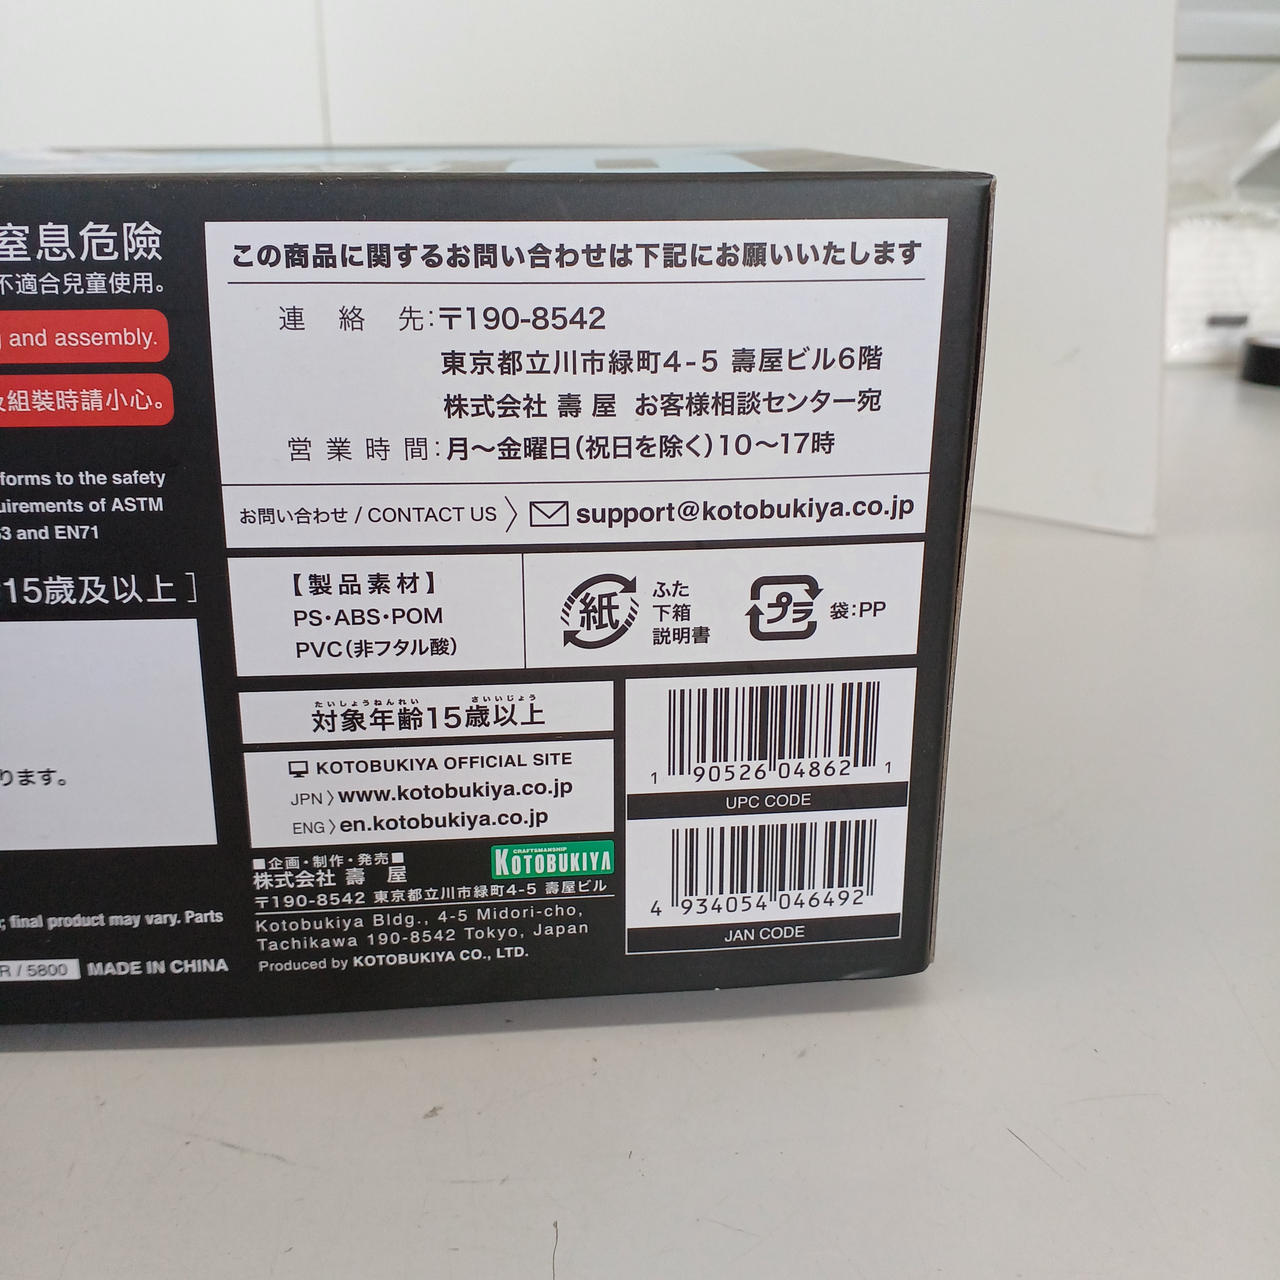 窒息危險
不適合兒童使用。
and assembly.
組裝時請小心。
forms to the safety
uirements of ASTM
63 and EN71
15歲及以上］
ります。
; final product may vary. Parts
R / 5800 MADE IN CHINA
この商品に関するお問い合わせは下記にお願いいたします
連絡先:〒190-8542
東京都立川市緑町4-5 壽屋ビル6階
株式会社 壽屋 お客様相談センター宛
営業時間:月〜金曜日(祝日を除く)10〜17時
お問い合わせ / CONTACT US 〉 support@kotobukiya.co.jp
【製品素材】
PS・ABS・POM
PVC(非フタル酸)
紙
ふた
下箱
説明書
プラ
袋:PP
たいしょうねんれい さいいじょう
対象年齢15歳以上
KOTOBUKIYA OFFICIAL SITE
JPN 〉www.kotobukiya.co.jp
ENG 〉en.kotobukiya.co.jp
■企画・制作・発売■
株式会社 壽屋
CRAFTSMANSHIP
KOTOBUKIYA
〒190-8542 東京都立川市緑町4-5 壽屋ビル
Kotobukiya Bldg., 4-5 Midori-cho,
Tachikawa 190-8542 Tokyo, Japan
Produced by KOTOBUKIYA CO., LTD.
1 90526 04862 1
UPC CODE
4 934054 046492
JAN CODE